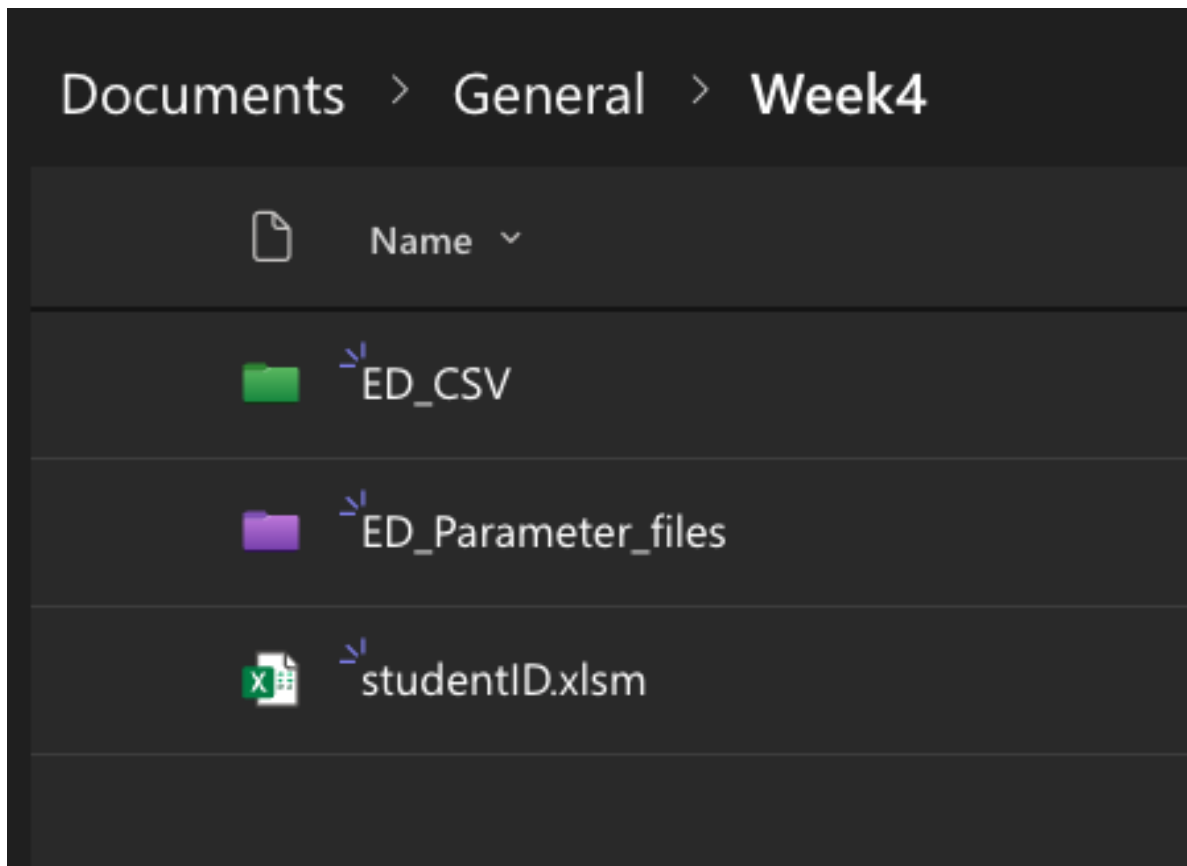 Documents > General > Week4
Name
ED_CSV
ED_Parameter_files
studentID.xlsm